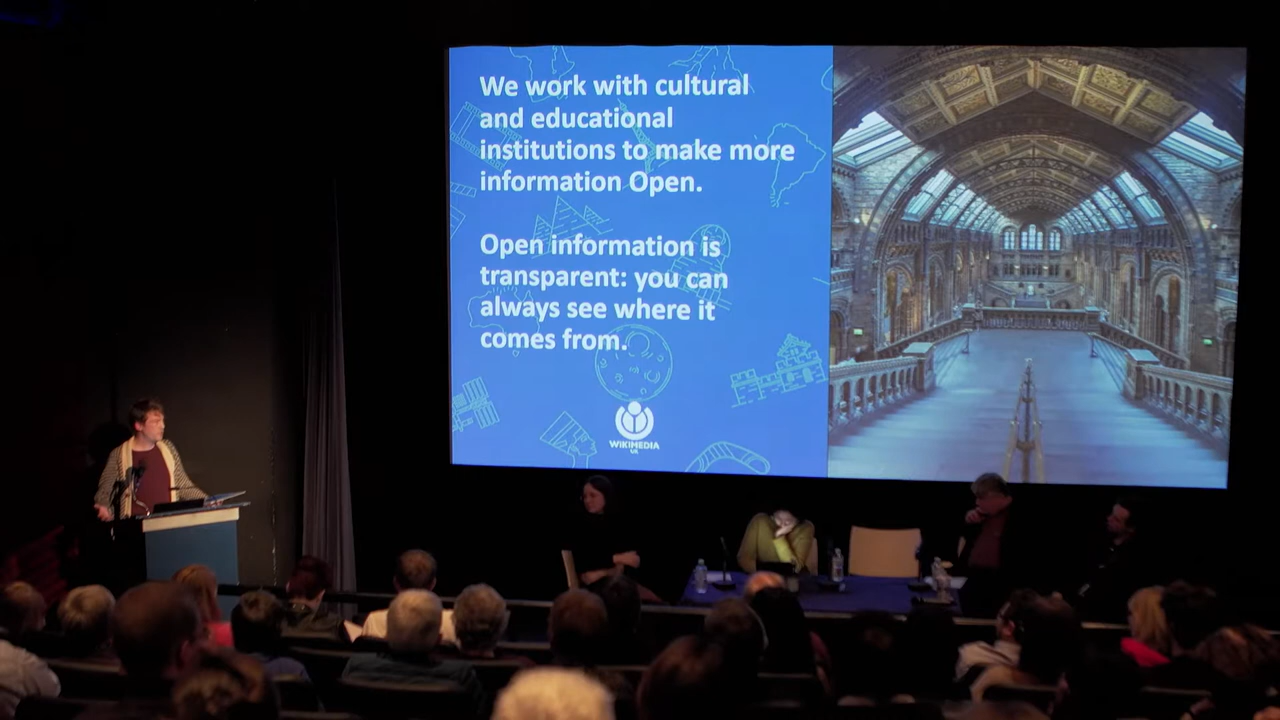 We work with cultural
and educational
institutions to make more
information Open.
Open information is
transparent: you can
always see where it
comes from.
WIKIMEDIA
UK